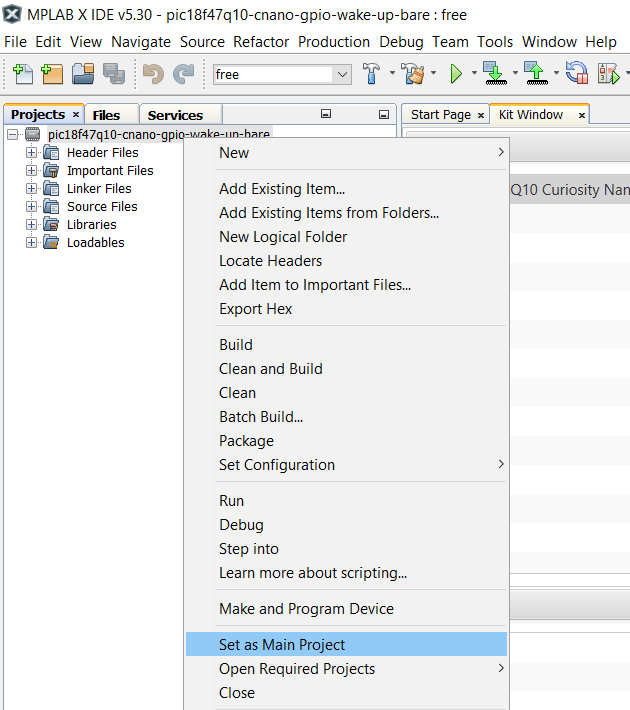 MPLAB X IDE v5.30 - pic18f47q10-cnano-gpio-wake-up-bare : free
File Edit View Navigate Source Refactor Production Debug Team Tools Window Help
free
Projects × Files Services Start Page × Kit Window ×
pic18f47q10-cnano-gpio-wake-up-bare
Header Files
Important Files
Linker Files
Source Files
Libraries
Loadables
New
Add Existing Item...
Add Existing Items from Folders...
New Logical Folder
Locate Headers
Add Item to Important Files...
Export Hex
Build
Clean and Build
Clean
Batch Build...
Package
Set Configuration
Run
Debug
Step into
Learn more about scripting...
Make and Program Device
Set as Main Project
Open Required Projects
Close
Q10 Curiosity Nan